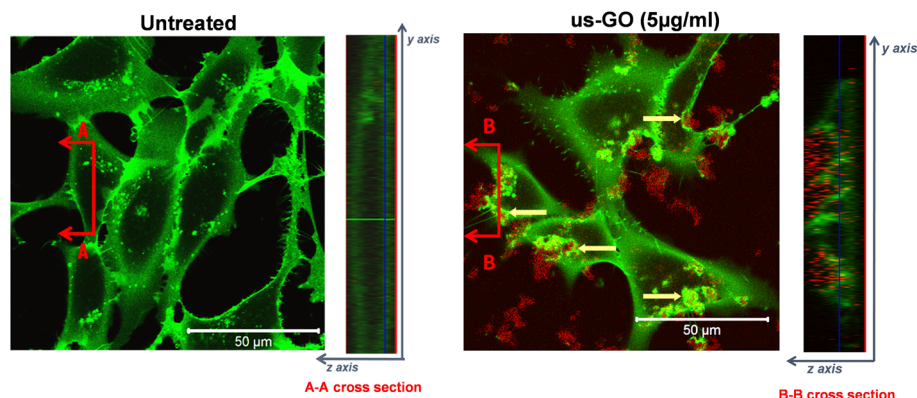 Untreated
us-GO (5μg/ml)
y axis
y axis
A
A
B
B
50 μm
50 μm
z axis
z axis
A-A cross section
B-B cross section